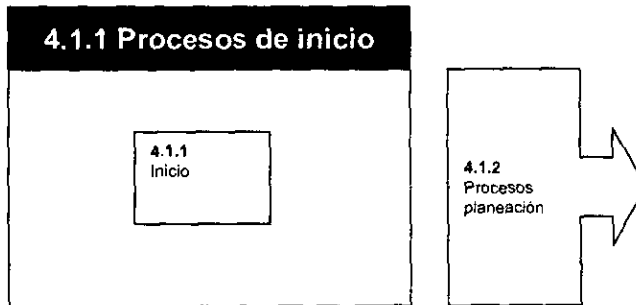 4.1.1 Procesos de inicio
4.1.1
Inicio
4.1.2
Procesos
planeación